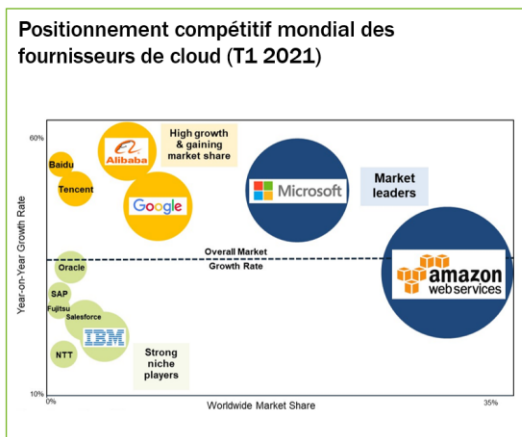 Positionnement compétitif mondial des
fournisseurs de cloud (T1 2021)
60%
Year-on-Year Growth Rate
10%
Baidu
Tencent
Alibaba
Google
High growth
& gaining
market share
Microsoft
Market
leaders
Overall Market
Growth Rate
amazon
web services
Oracle
SAP
Fujitsu
Salesforce
IBM
NTT
Strong
niche
players
0%
Worldwide Market Share
35%